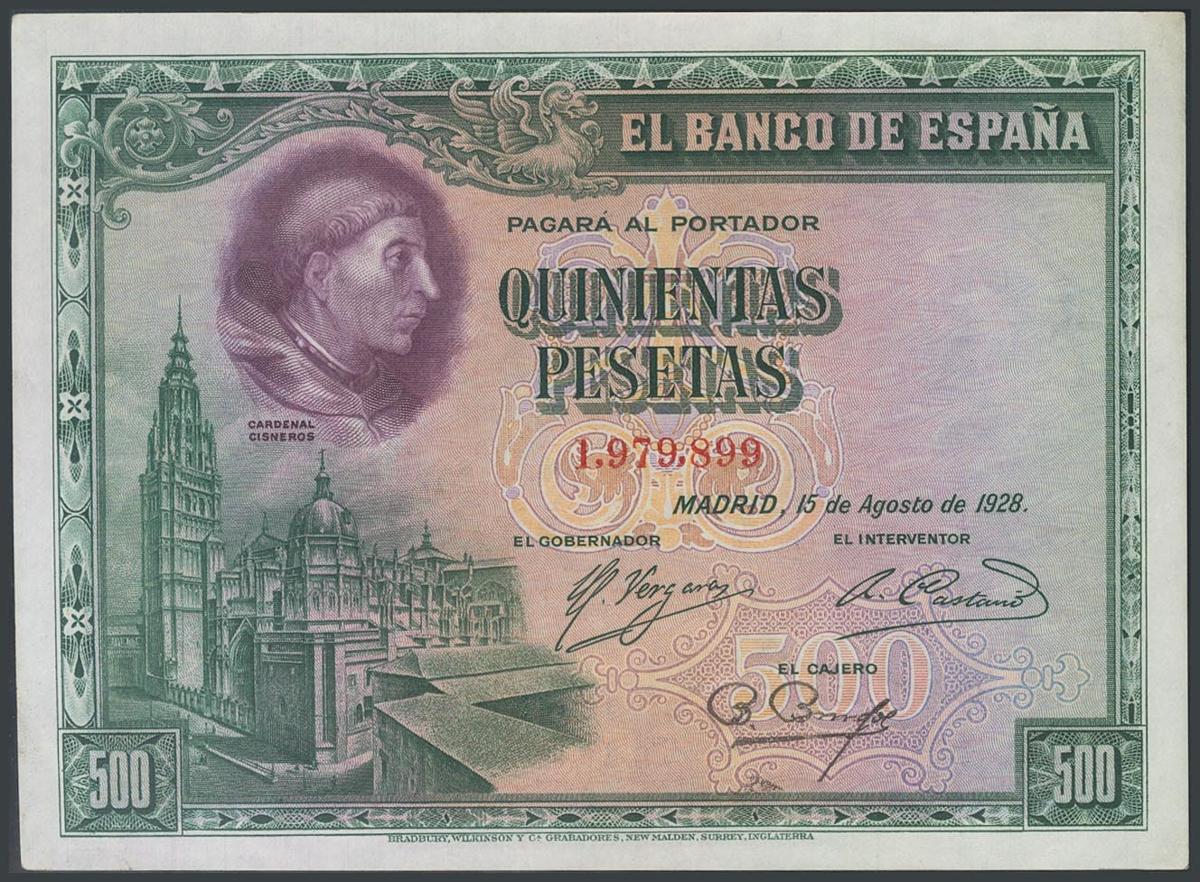 EL BANCO DE ESPAÑA
PAGARÁ AL PORTADOR
QUINIENTAS
PESETAS
CARDENAL
CISNEROS
1.979,899
MADRID, 15 de Agosto de 1928.
EL GOBERNADOR
EL INTERVENTOR
500
EL CAJERO
500
500
BRADBURY, WILKINSON Y Cª GRABADORES, NEW MALDEN, SURREY, INGLATERRA